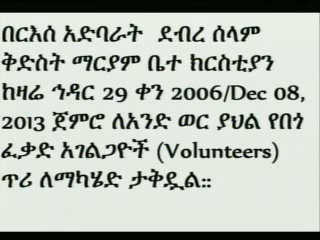 በርእሰ አድባራት ደብረ ሰላም
ቅድስት ማርያም ቤተ ክርስቲያን
ከዛሬ ኅዳር 29 ቀን 2006/Dec 08,
2013 ጀምሮ ለአንድ ወር ያህል የበጎ
ፈቃድ አገልጋዮች (Volunteers)
ጥሪ ለማካሄድ ታቅዷል፡፡